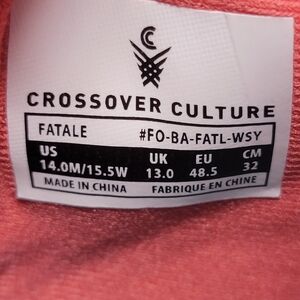 CROSSOVER CULTURE
FATALE #FO-BA-FATL-WSY
US UK EU CM
14.0M/15.5W 13.0 48.5 32
MADE IN CHINA FABRIQUE EN CHINE